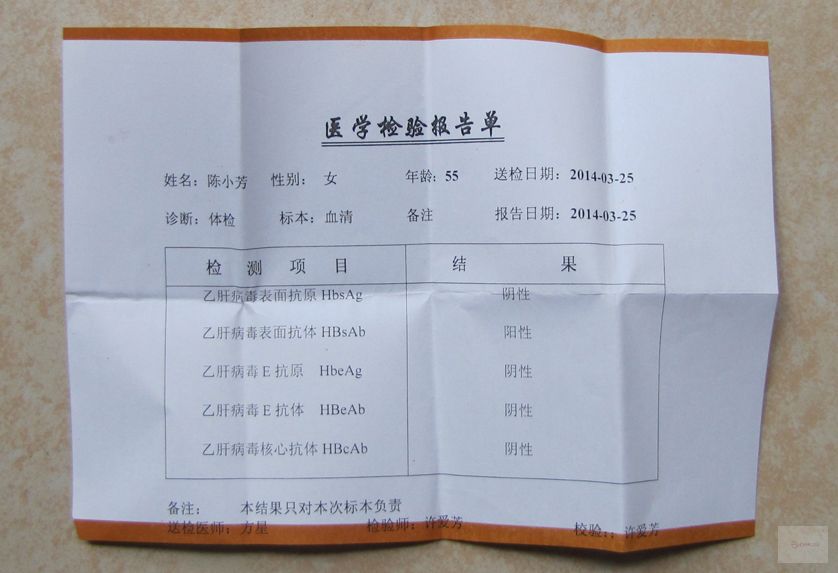 医学检验报告单
姓名：陈小芳 性别： 女 年龄: 55 送检日期：2014-03-25
诊断：体检 标本：血清 备注 报告日期：2014-03-25
检 测 项 目 结 果
乙肝病毒表面抗原 HbsAg 阴性
乙肝病毒表面抗体 HBsAb 阳性
乙肝病毒 E 抗原 HbeAg 阴性
乙肝病毒 E 抗体 HBeAb 阴性
乙肝病毒核心抗体 HBcAb 阴性
备注： 本结果只对本次标本负责
送检医师：方星 检验师：许爱芳 校验：：许爱芳